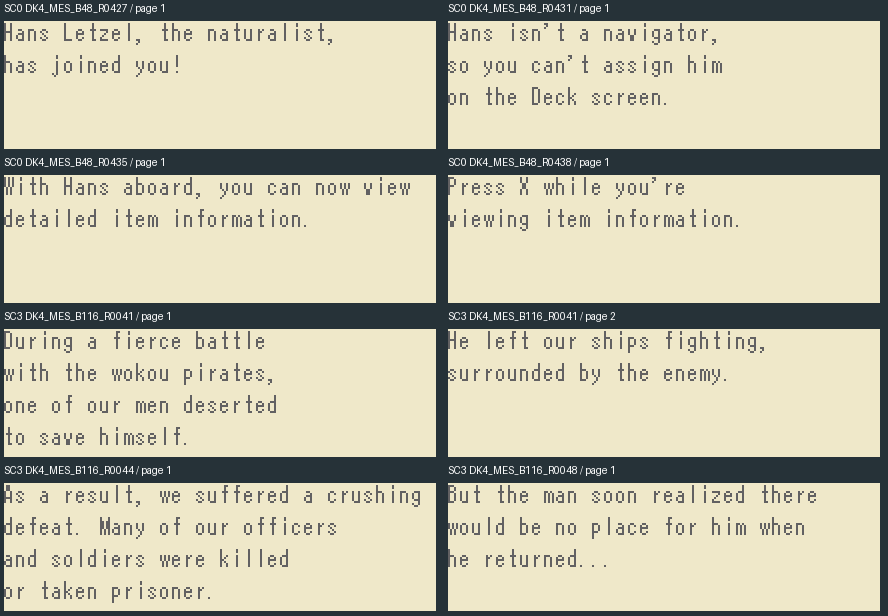 SC0 DK4_MES_B48_R0427 / page 1
Hans Letzel, the naturalist,
has joined you!
SC0 DK4_MES_B48_R0431 / page 1
Hans isn't a navigator,
so you can't assign him
on the Deck screen.
SC0 DK4_MES_B48_R0435 / page 1
With Hans aboard, you can now view
detailed item information.
SC0 DK4_MES_B48_R0438 / page 1
Press X while you're
viewing item information.
SC3 DK4_MES_B116_R0041 / page 1
During a fierce battle
with the wokou pirates,
one of our men deserted
to save himself.
SC3 DK4_MES_B116_R0041 / page 2
He left our ships fighting,
surrounded by the enemy.
SC3 DK4_MES_B116_R0044 / page 1
As a result, we suffered a crushing
defeat. Many of our officers
and soldiers were killed
or taken prisoner.
SC3 DK4_MES_B116_R0048 / page 1
But the man soon realized there
would be no place for him when
he returned...